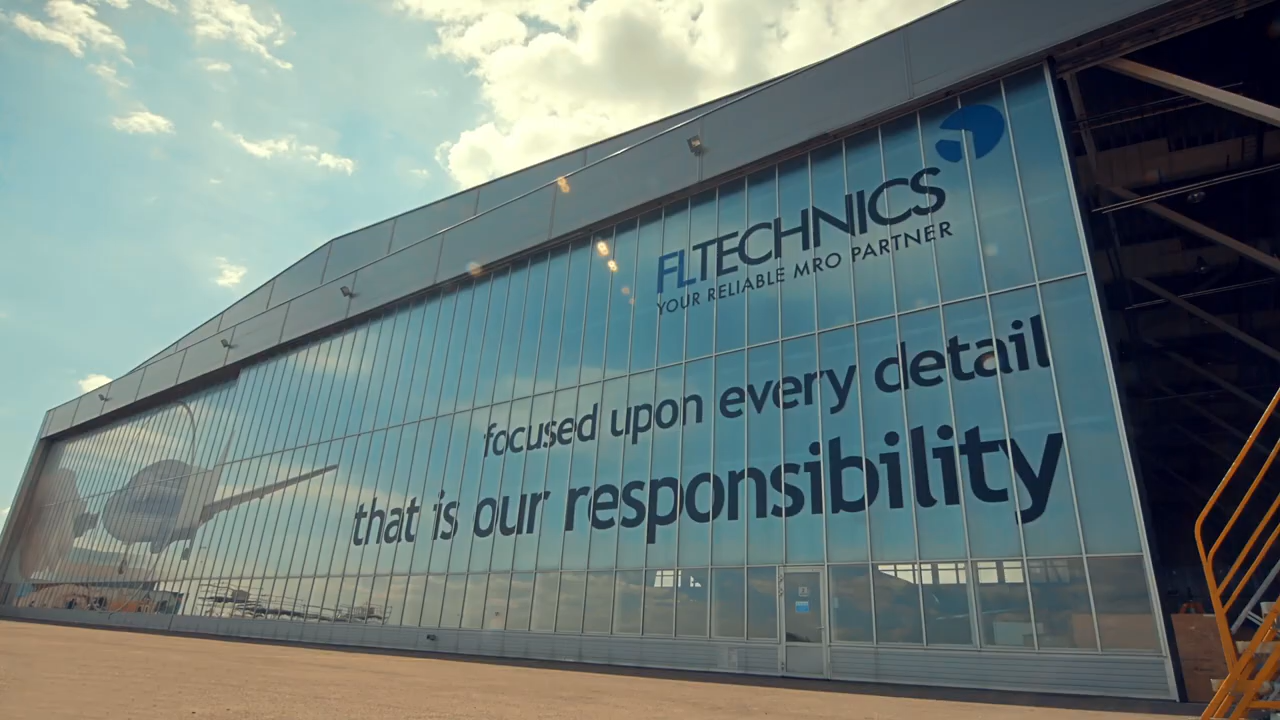 FLTECHNICS
YOUR RELIABLE MRO PARTNER
focused upon every detail
that is our responsibility